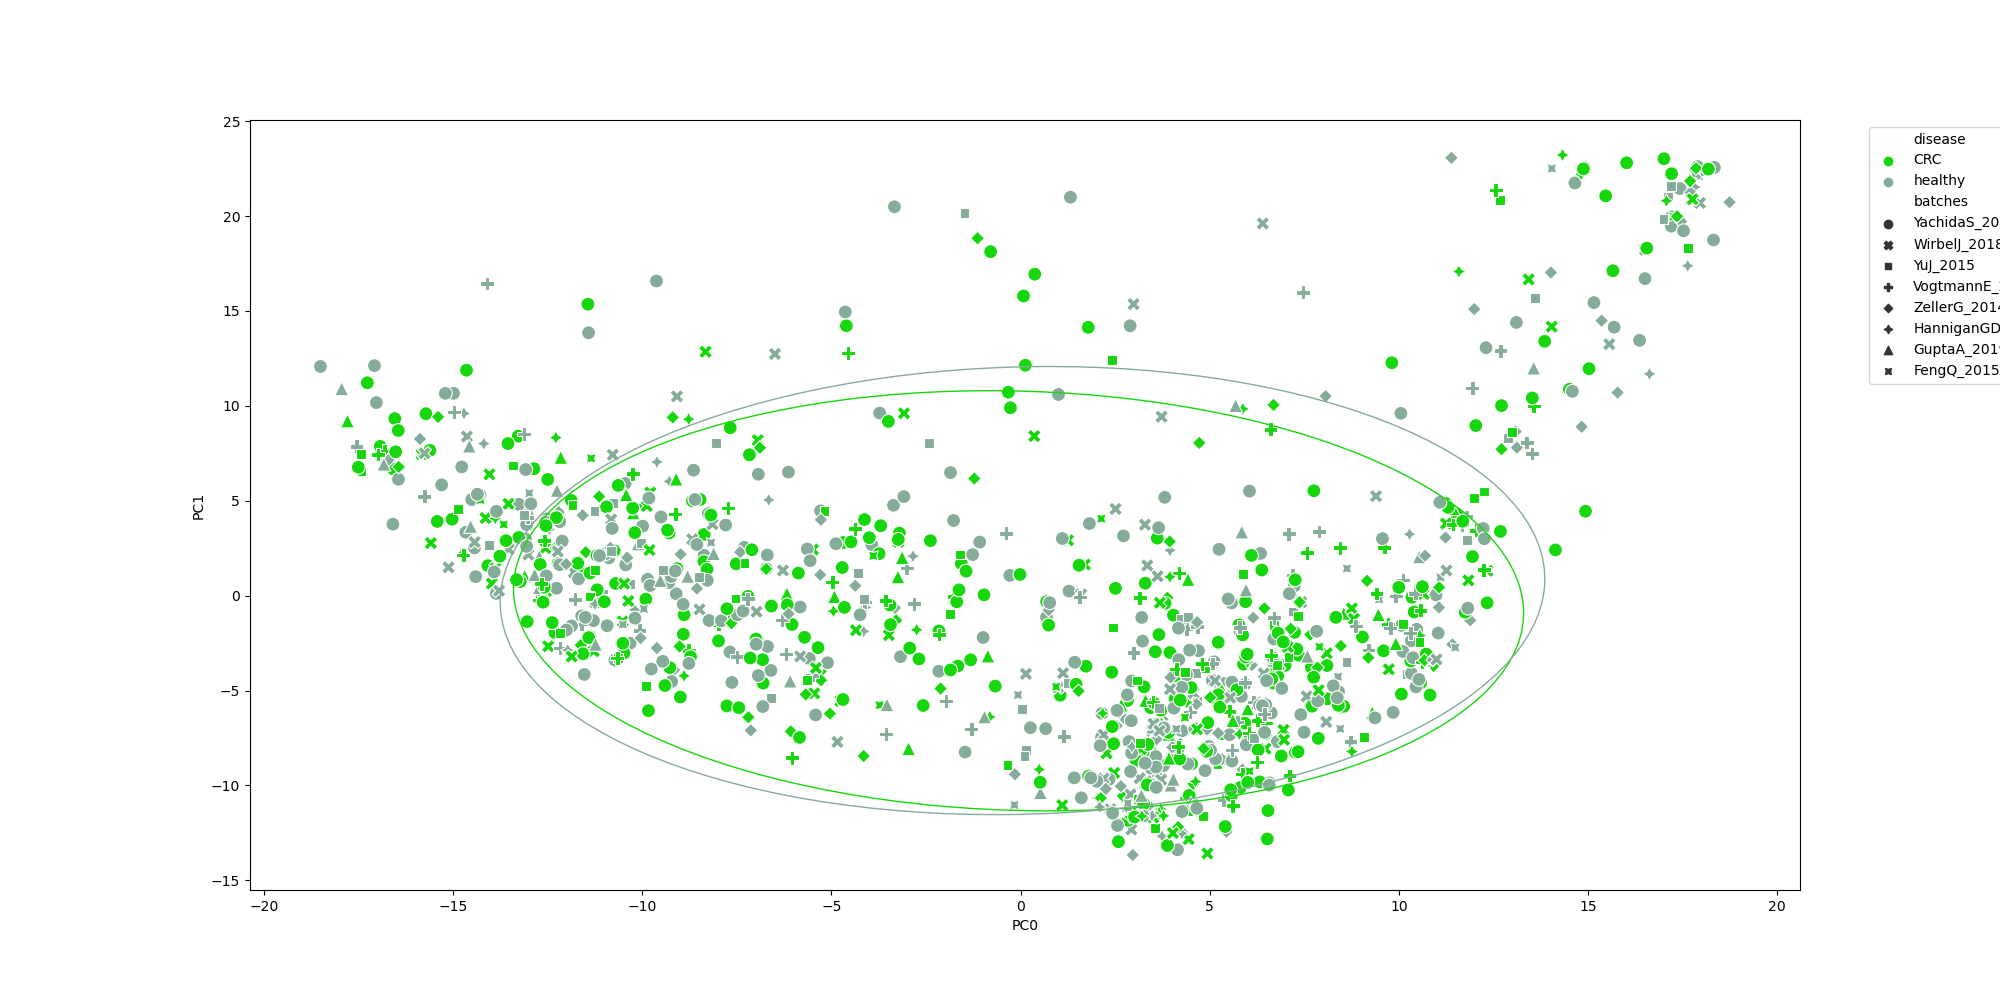 25
20
15
10
5
0
−5
−10
−15
PC1
−20
−15
−10
−5
0
5
10
15
20
PC0
disease
CRC
healthy
batches
YachidaS_20
WirbelJ_2018
YuJ_2015
VogtmannE_
ZellerG_2014
HanniganGD
GuptaA_2019
FengQ_2015